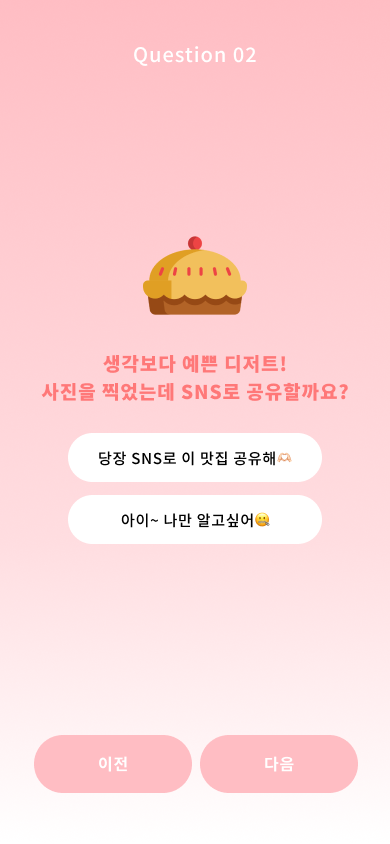 Question 02
생각보다 예쁜 디저트!
사진을 찍었는데 SNS로 공유할까요?
당장 SNS로 이 맛집 공유해🫶🏻
아이~ 나만 알고싶어🤐
이전
다음